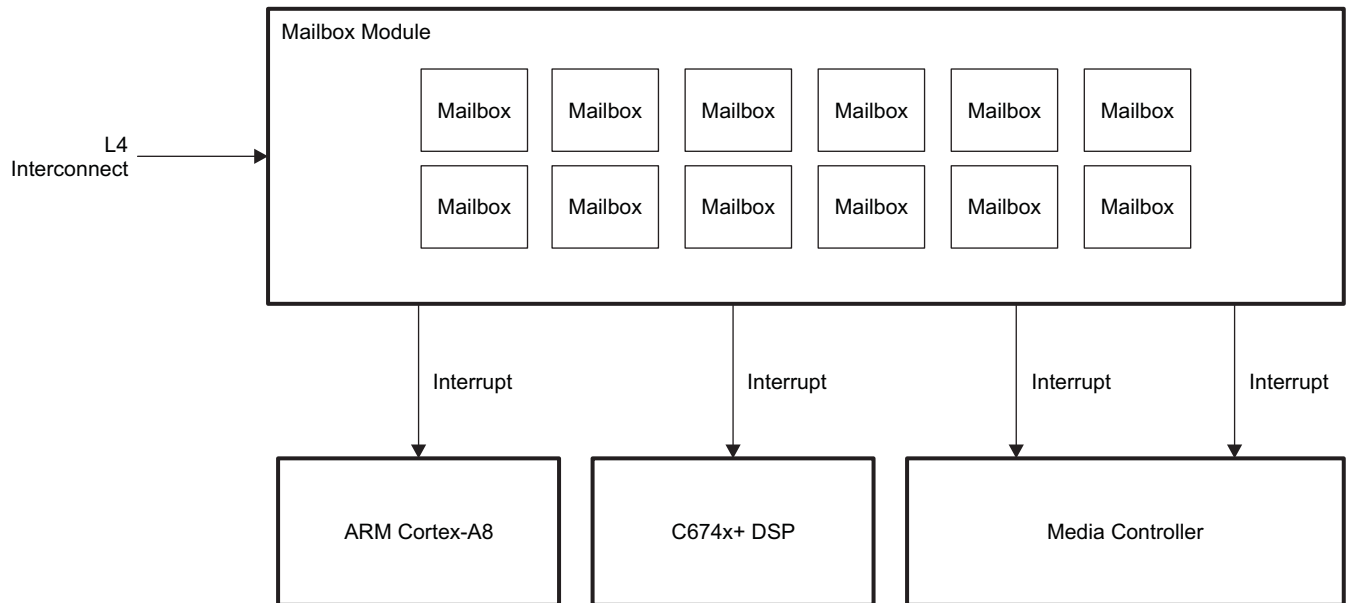 Mailbox Module
Mailbox Mailbox Mailbox Mailbox Mailbox Mailbox
L4
Interconnect
Mailbox Mailbox Mailbox Mailbox Mailbox Mailbox
Interrupt Interrupt Interrupt Interrupt
ARM Cortex-A8 C674x+ DSP Media Controller